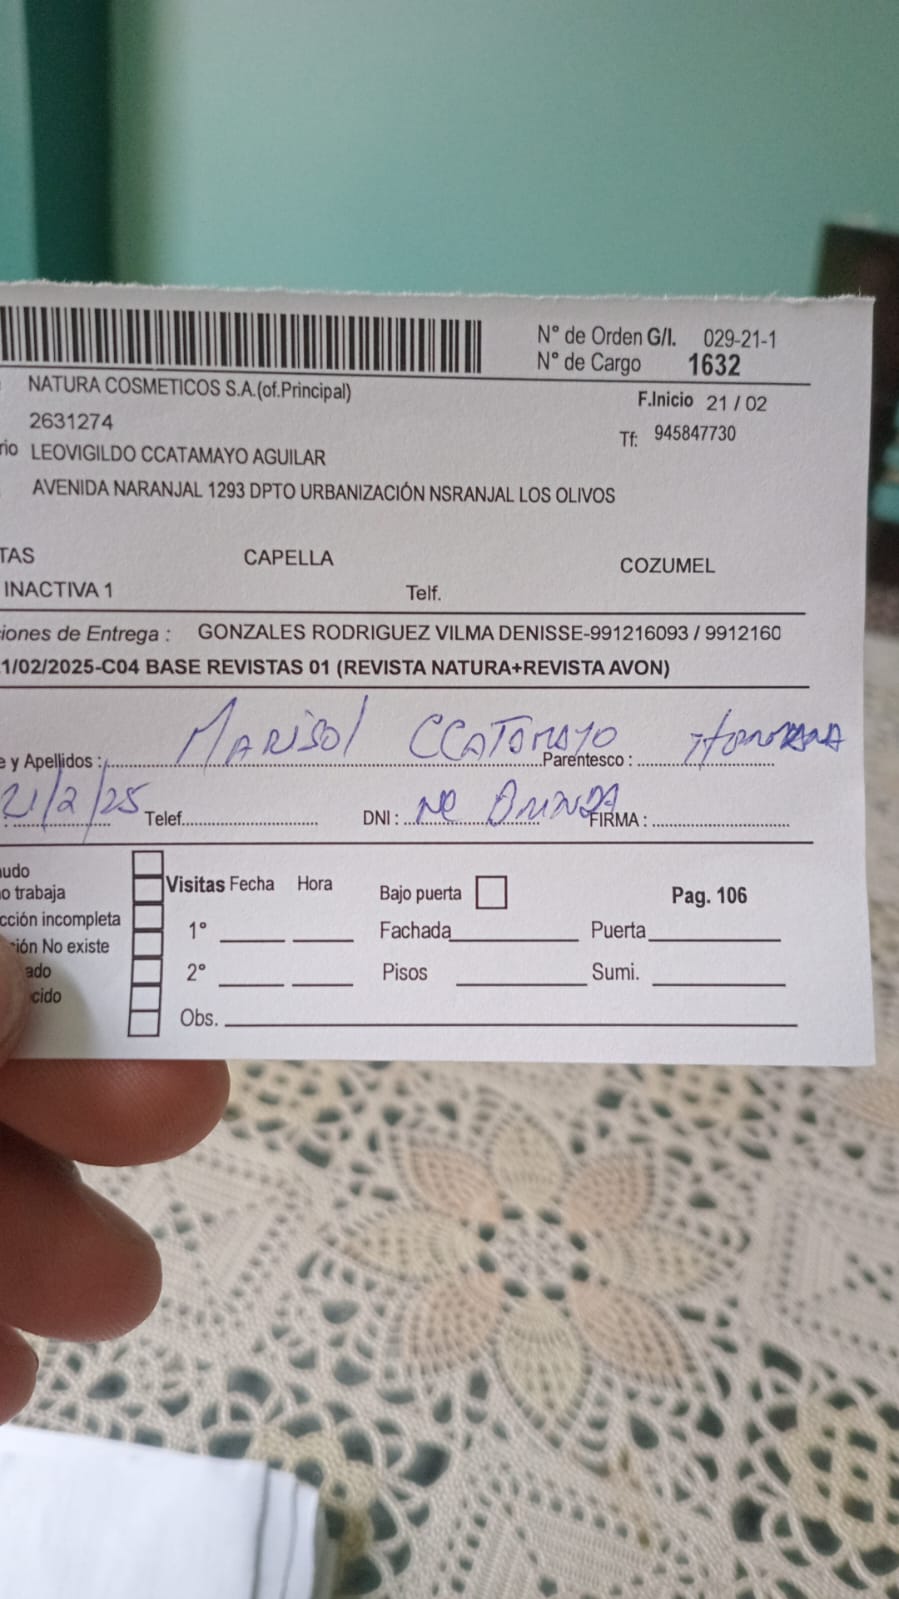 N° de Orden G/I. 029-21-1
N° de Cargo 1632
NATURA COSMETICOS S.A.(of.Principal)
F.Inicio 21 / 02
2631274
Tf: 945847730
rio LEOVIGILDO CCATAMAYO AGUILAR
AVENIDA NARANJAL 1293 DPTO URBANIZACIÓN NSRANJAL LOS OLIVOS
TAS CAPELLA COZUMEL
INACTIVA 1 Telf.
iones de Entrega : GONZALES RODRIGUEZ VILMA DENISSE-991216093 / 9912160
1/02/2025-C04 BASE REVISTAS 01 (REVISTA NATURA+REVISTA AVON)
e y Apellidos : MARISOL CCATAMAYO Parentesco : HERMANA
21/2/25 Telef. DNI : NO BRINDA FIRMA :
udo
o trabaja Visitas Fecha Hora Bajo puerta Pag. 106
cción incompleta 1° Fachada Puerta
ión No existe
ado 2° Pisos Sumi.
cido
Obs.